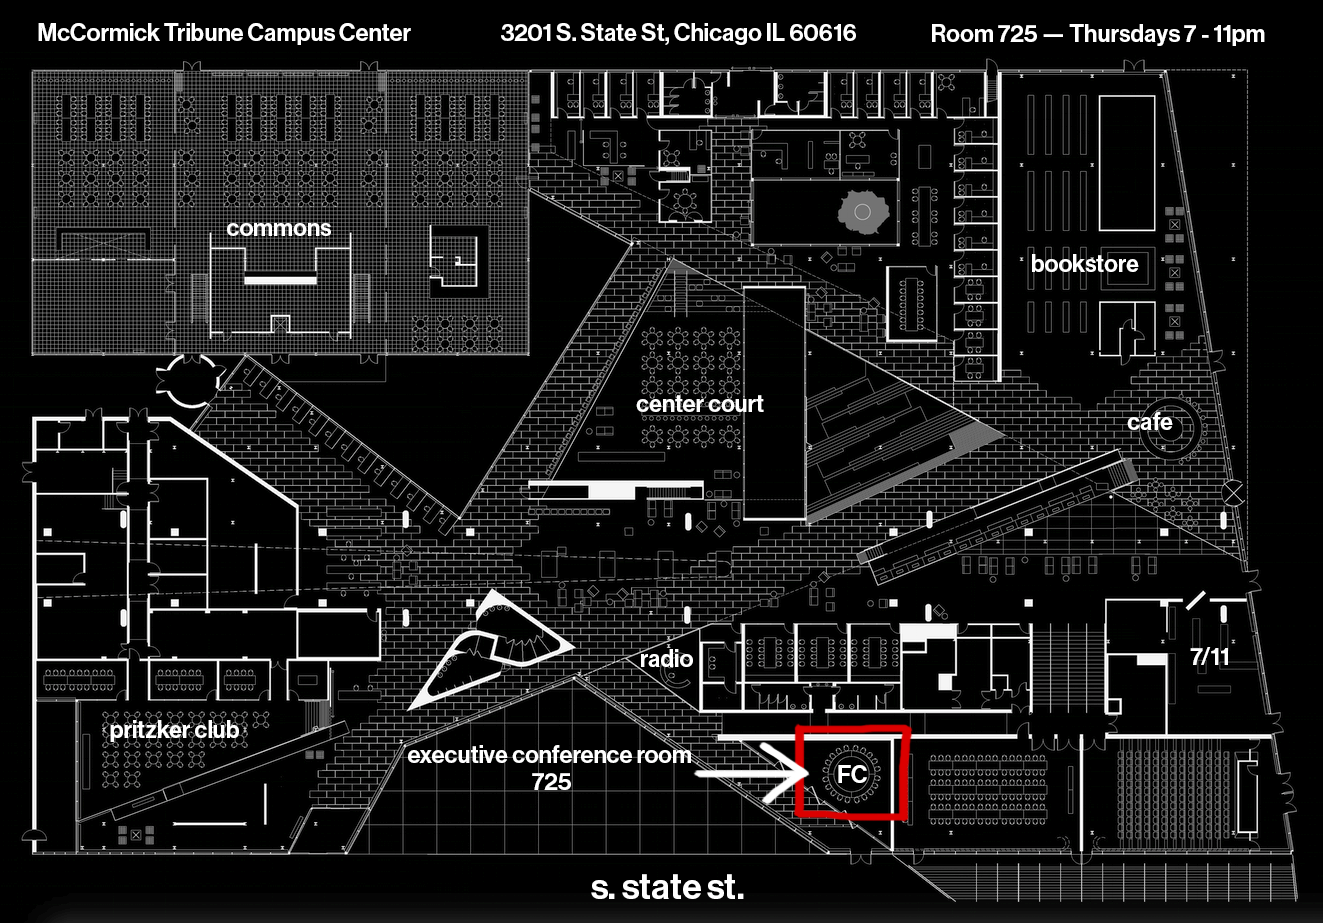 McCormick Tribune Campus Center
3201 S. State St, Chicago IL 60616
Room 725 — Thursdays 7 - 11pm
commons
bookstore
center court
cafe
radio
7/11
pritzker club
executive conference room
725
FC
s. state st.